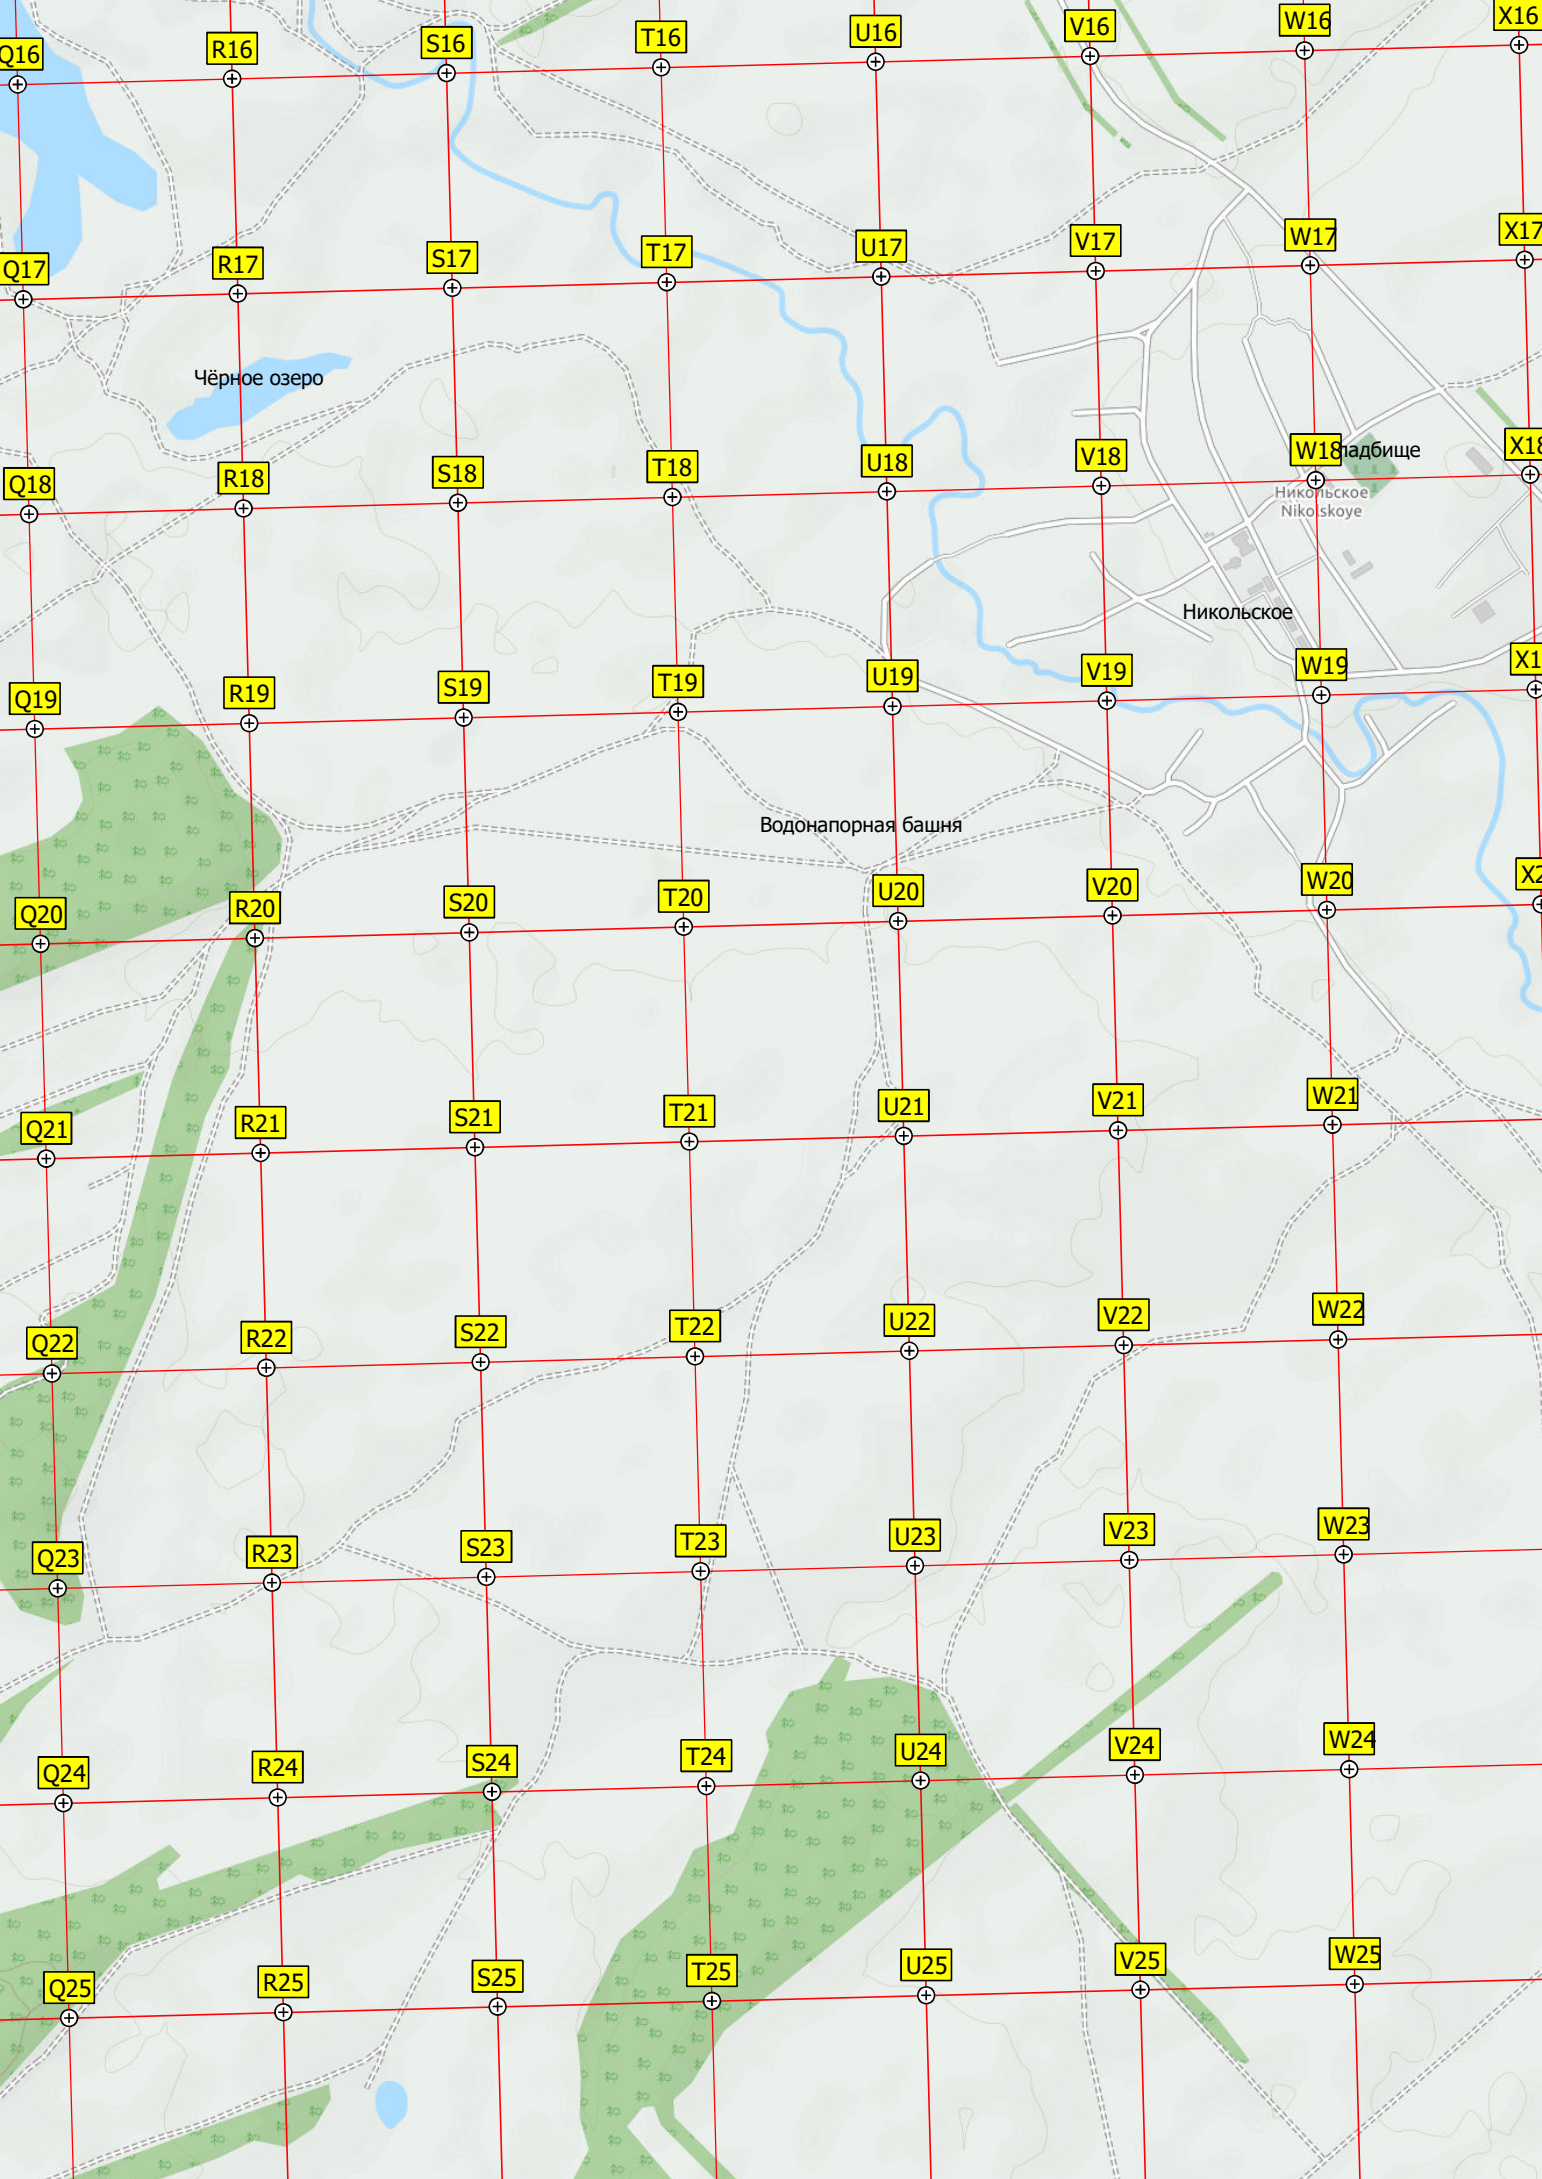 Q16 R16 S16 T16 U16 V16 W16 X16
Q17 R17 S17 T17 U17 V17 W17 X17
Чёрное озеро
Q18 R18 S18 T18 U18 V18 W18 X18
Никольское
Nikolskoye
Никольское
Q19 R19 S19 T19 U19 V19 W19
Водонапорная башня
Q20 R20 S20 T20 U20 V20 W20
Q21 R21 S21 T21 U21 V21 W21
Q22 R22 S22 T22 U22 V22 W22
Q23 R23 S23 T23 U23 V23 W23
Q24 R24 S24 T24 U24 V24 W24
Q25 R25 S25 T25 U25 V25 W25